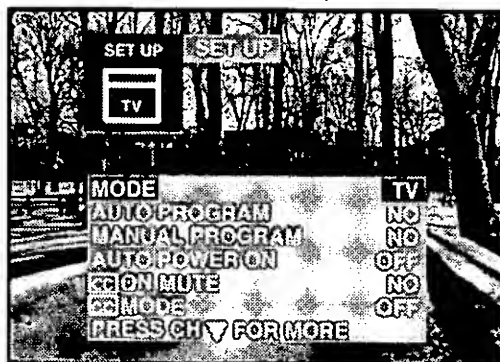 SET UP SET UP
TV
MODE TV
AUTO PROGRAM NO
MANUAL PROGRAM NO
AUTO POWER ON OFF
CC ON MUTE NO
CC MODE OFF
PRESS CH ▽ FOR MORE